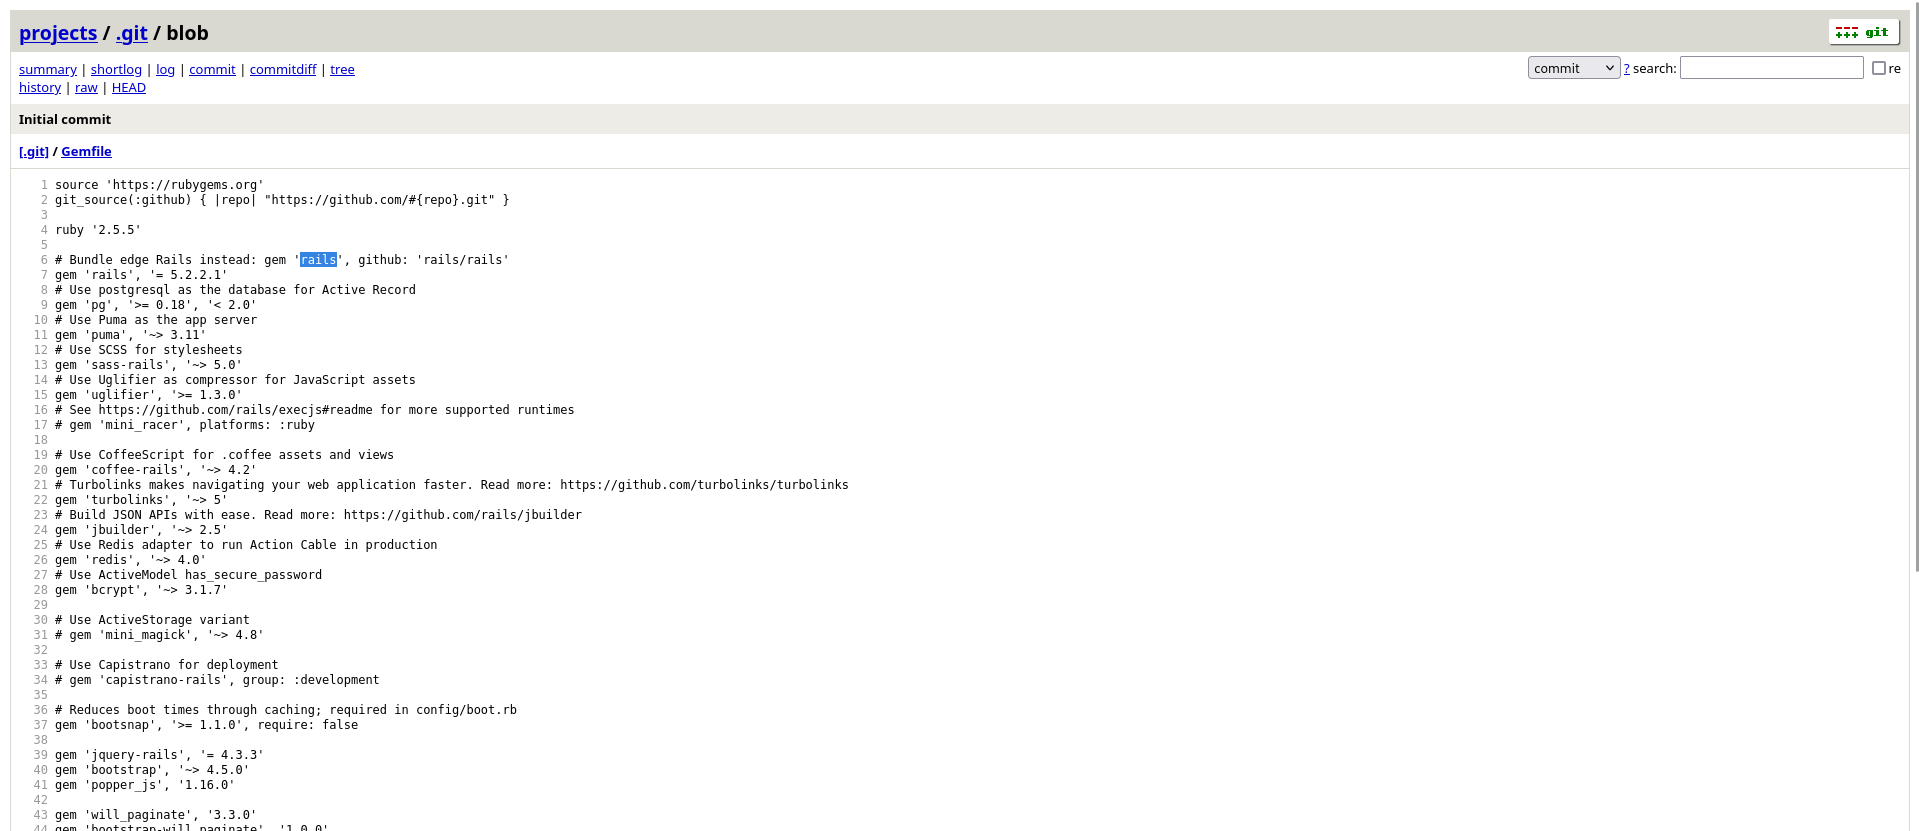 projects / .git / blob
git
summary | shortlog | log | commit | commitdiff | tree
commit ? search: re
history | raw | HEAD
Initial commit
[.git] / Gemfile
1 source 'https://rubygems.org'
2 git_source(:github) { |repo| "https://github.com/#{repo}.git" }
3
4 ruby '2.5.5'
5
6 # Bundle edge Rails instead: gem 'rails', github: 'rails/rails'
7 gem 'rails', '= 5.2.2.1'
8 # Use postgresql as the database for Active Record
9 gem 'pg', '>= 0.18', '< 2.0'
10 # Use Puma as the app server
11 gem 'puma', '~> 3.11'
12 # Use SCSS for stylesheets
13 gem 'sass-rails', '~> 5.0'
14 # Use Uglifier as compressor for JavaScript assets
15 gem 'uglifier', '>= 1.3.0'
16 # See https://github.com/rails/execjs#readme for more supported runtimes
17 # gem 'mini_racer', platforms: :ruby
18
19 # Use CoffeeScript for .coffee assets and views
20 gem 'coffee-rails', '~> 4.2'
21 # Turbolinks makes navigating your web application faster. Read more: https://github.com/turbolinks/turbolinks
22 gem 'turbolinks', '~> 5'
23 # Build JSON APIs with ease. Read more: https://github.com/rails/jbuilder
24 gem 'jbuilder', '~> 2.5'
25 # Use Redis adapter to run Action Cable in production
26 gem 'redis', '~> 4.0'
27 # Use ActiveModel has_secure_password
28 gem 'bcrypt', '~> 3.1.7'
29
30 # Use ActiveStorage variant
31 # gem 'mini_magick', '~> 4.8'
32
33 # Use Capistrano for deployment
34 # gem 'capistrano-rails', group: :development
35
36 # Reduces boot times through caching; required in config/boot.rb
37 gem 'bootsnap', '>= 1.1.0', require: false
38
39 gem 'jquery-rails', '= 4.3.3'
40 gem 'bootstrap', '~> 4.5.0'
41 gem 'popper_js', '1.16.0'
42
43 gem 'will_paginate', '3.3.0'
44 gem 'bootstrap-will_paginate', '1.0.0'